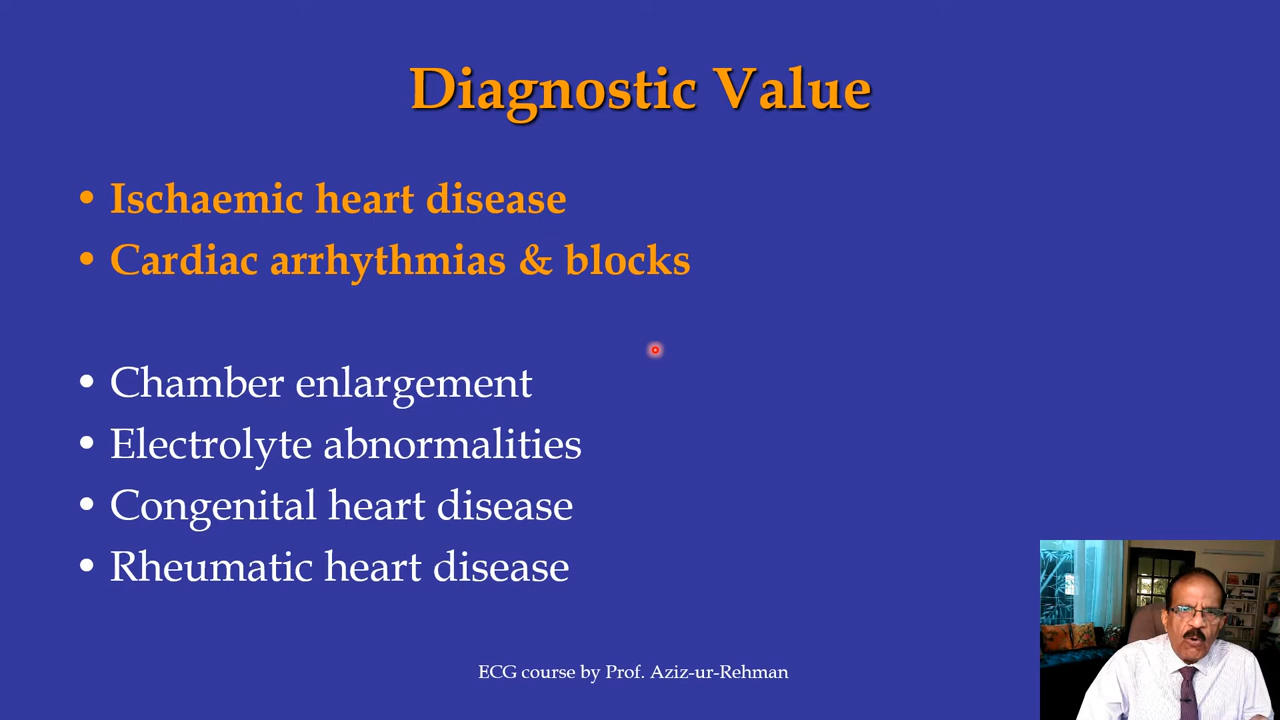 Diagnostic Value
• Ischaemic heart disease
• Cardiac arrhythmias & blocks
• Chamber enlargement
• Electrolyte abnormalities
• Congenital heart disease
• Rheumatic heart disease
ECG course by Prof. Aziz-ur-Rehman